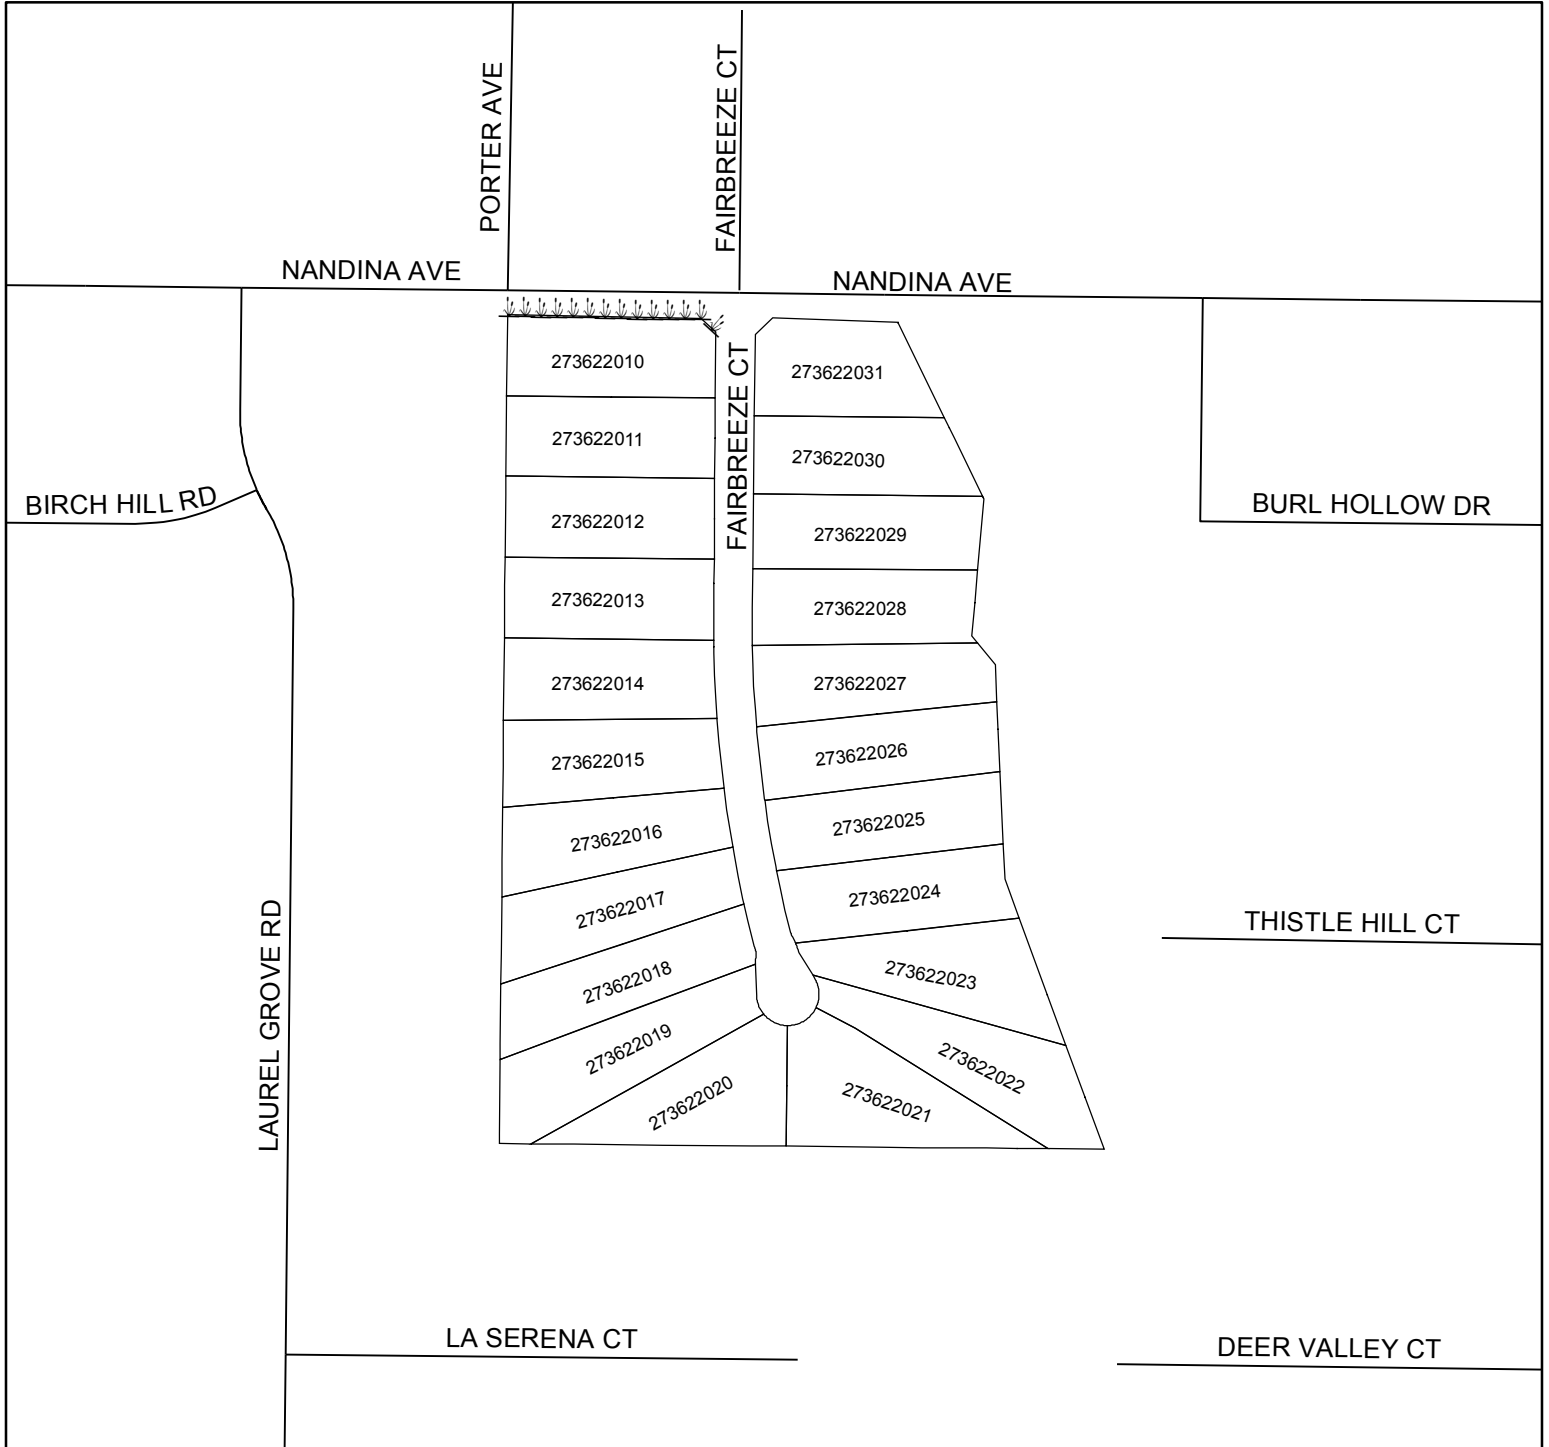 PORTER AVE
FAIRBREEZE CT
NANDINA AVE
NANDINA AVE
273622010
273622031
FAIRBREEZE CT
273622011
273622030
BIRCH HILL RD
BURL HOLLOW DR
273622012
273622029
273622013
273622028
273622014
273622027
273622015
273622026
273622016
273622025
273622017
273622024
LAUREL GROVE RD
THISTLE HILL CT
273622018
273622023
273622019
273622022
273622020
273622021
LA SERENA CT
DEER VALLEY CT